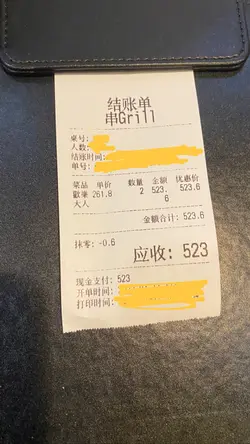 结账单
串Grill
桌号:
人数:
结账时间:
单号:
菜品 单价 数量 金额 优惠价
欢 261.8 2 523. 523.6
大人 6
金额合计: 523.6
抹零: -0.6
应收: 523
现金支付: 523
开单时间:
打印时间: